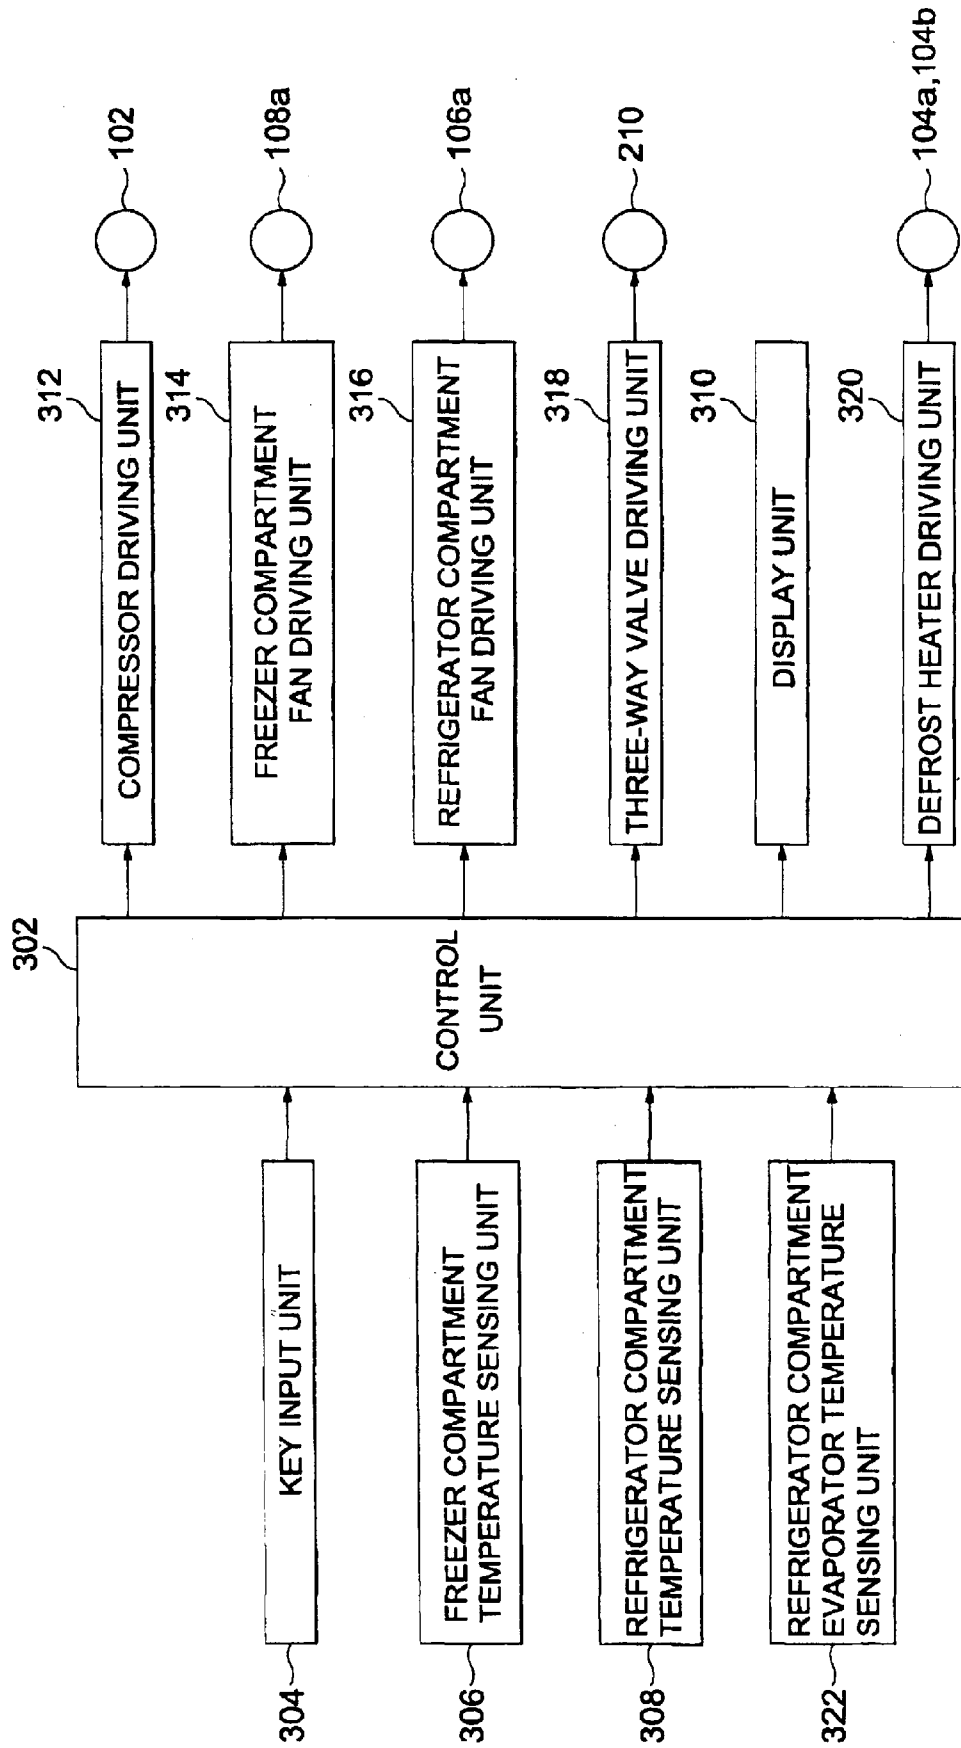 302
CONTROL
UNIT
304
KEY INPUT UNIT
306
FREEZER COMPARTMENT
TEMPERATURE SENSING UNIT
308
REFRIGERATOR COMPARTMENT
TEMPERATURE SENSING UNIT
322
REFRIGERATOR COMPARTMENT
EVAPORATOR TEMPERATURE
SENSING UNIT
312
COMPRESSOR DRIVING UNIT
102
314
FREEZER COMPARTMENT
FAN DRIVING UNIT
108a
316
REFRIGERATOR COMPARTMENT
FAN DRIVING UNIT
106a
318
THREE-WAY VALVE DRIVING UNIT
210
310
DISPLAY UNIT
320
DEFROST HEATER DRIVING UNIT
104a,104b